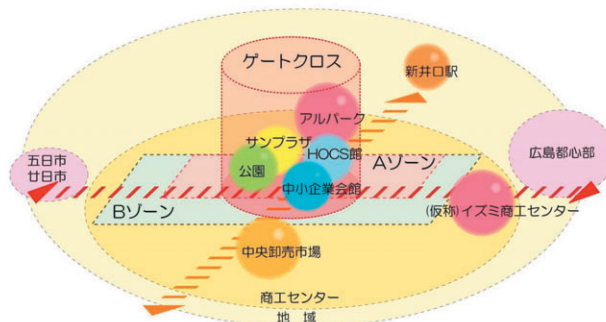 ゲートクロス
新井口駅
アルパーク
サンプラザ
HOCS館
五日市
廿日市
広島都心部
公園
Aゾーン
中小企業会館
Bゾーン
(仮称)イズミ商工センター
中央卸売市場
商工センター
地 域